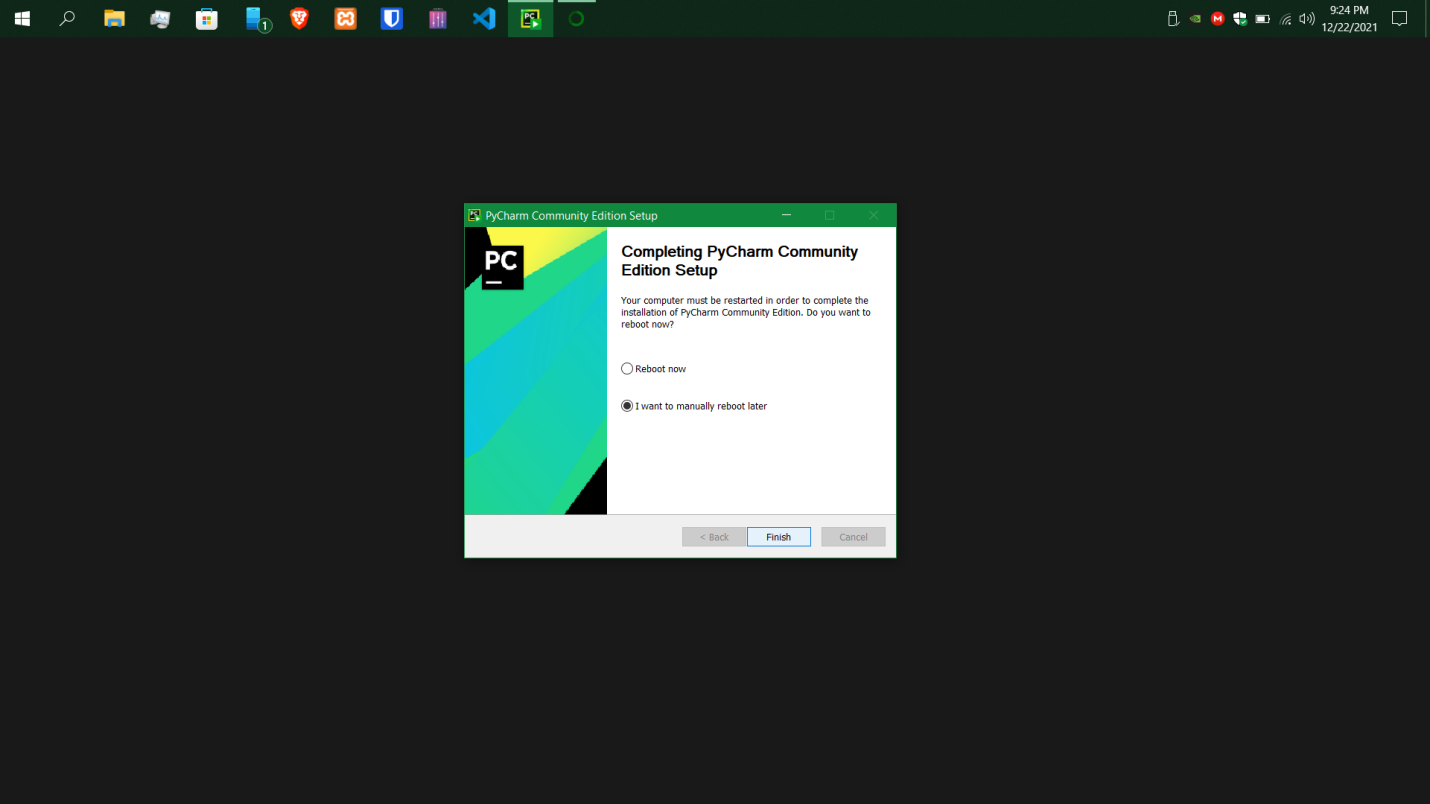 1
9:24 PM
12/22/2021
PyCharm Community Edition Setup
PC
Completing PyCharm Community
Edition Setup
Your computer must be restarted in order to complete the
installation of PyCharm Community Edition. Do you want to
reboot now?
Reboot now
I want to manually reboot later
< Back
Finish
Cancel